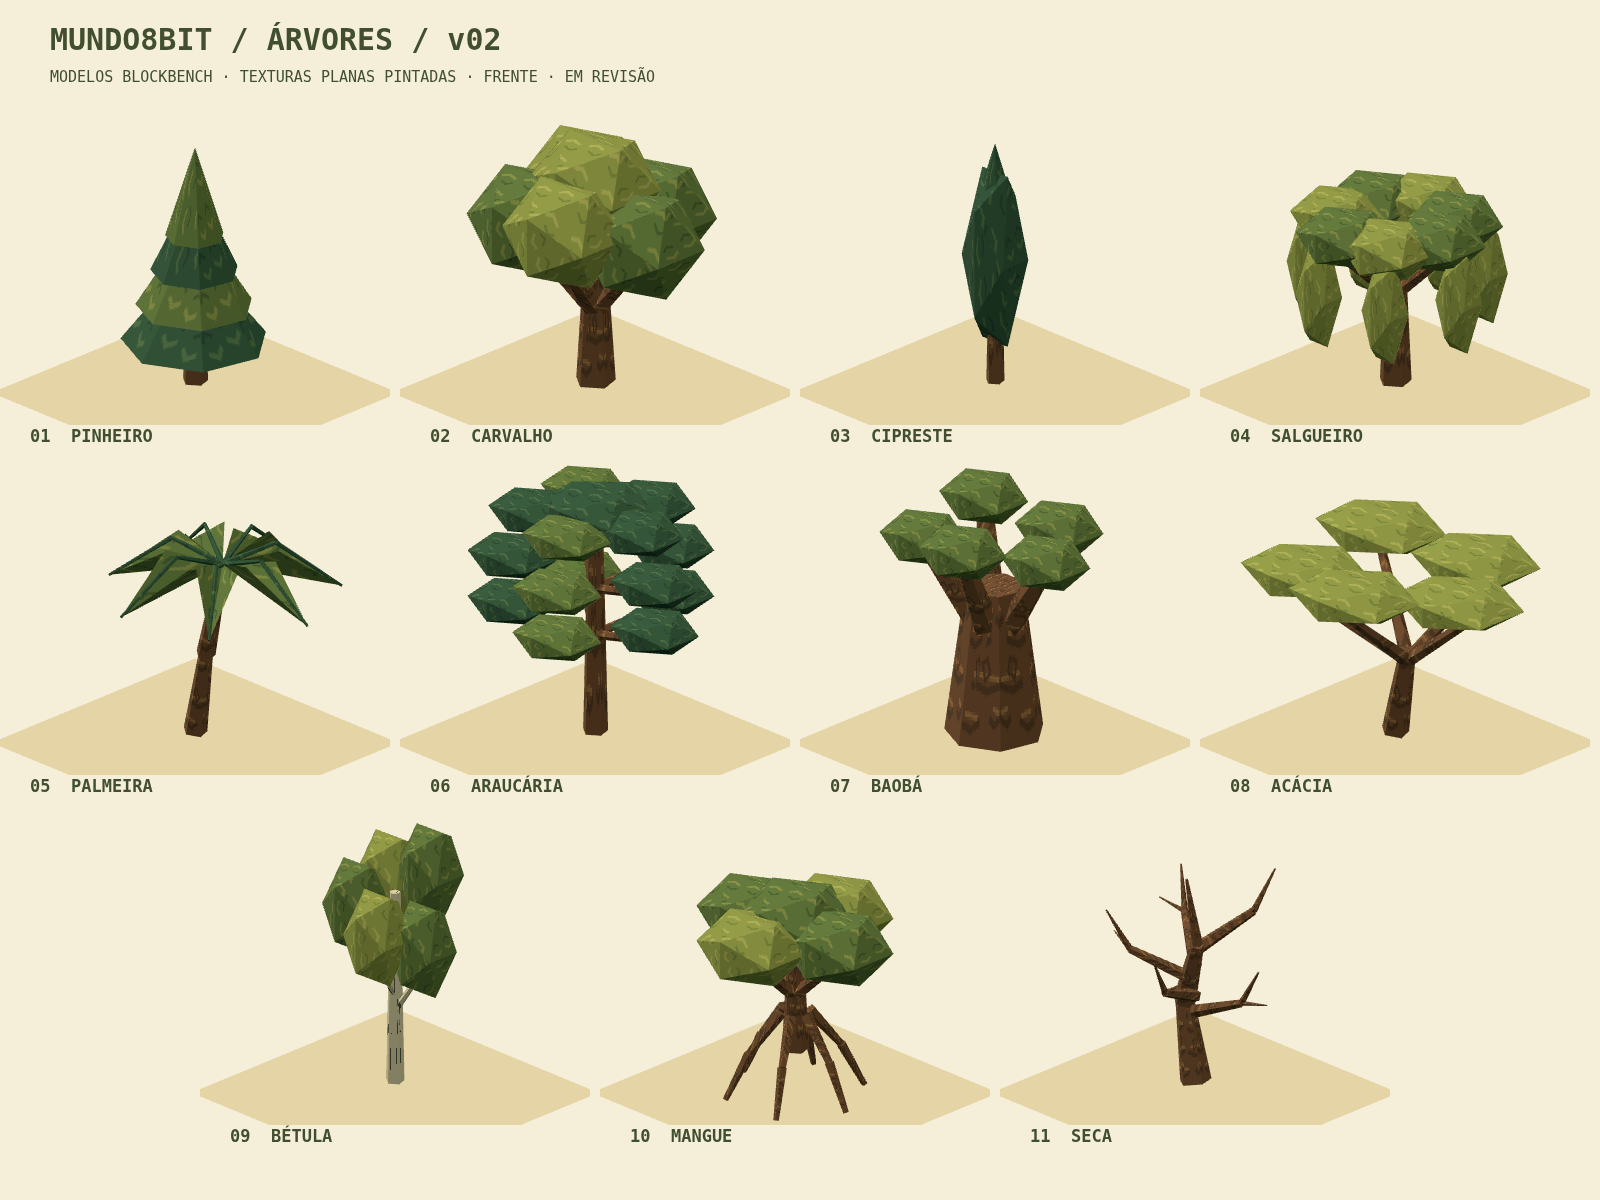 MUNDO8BIT / ÁRVORES / v02
MODELOS BLOCKBENCH · TEXTURAS PLANAS PINTADAS · FRENTE · EM REVISÃO
01 PINHEIRO
02 CARVALHO
03 CIPRESTE
04 SALGUEIRO
05 PALMEIRA
06 ARAUCÁRIA
07 BAOBÁ
08 ACÁCIA
09 BÉTULA
10 MANGUE
11 SECA